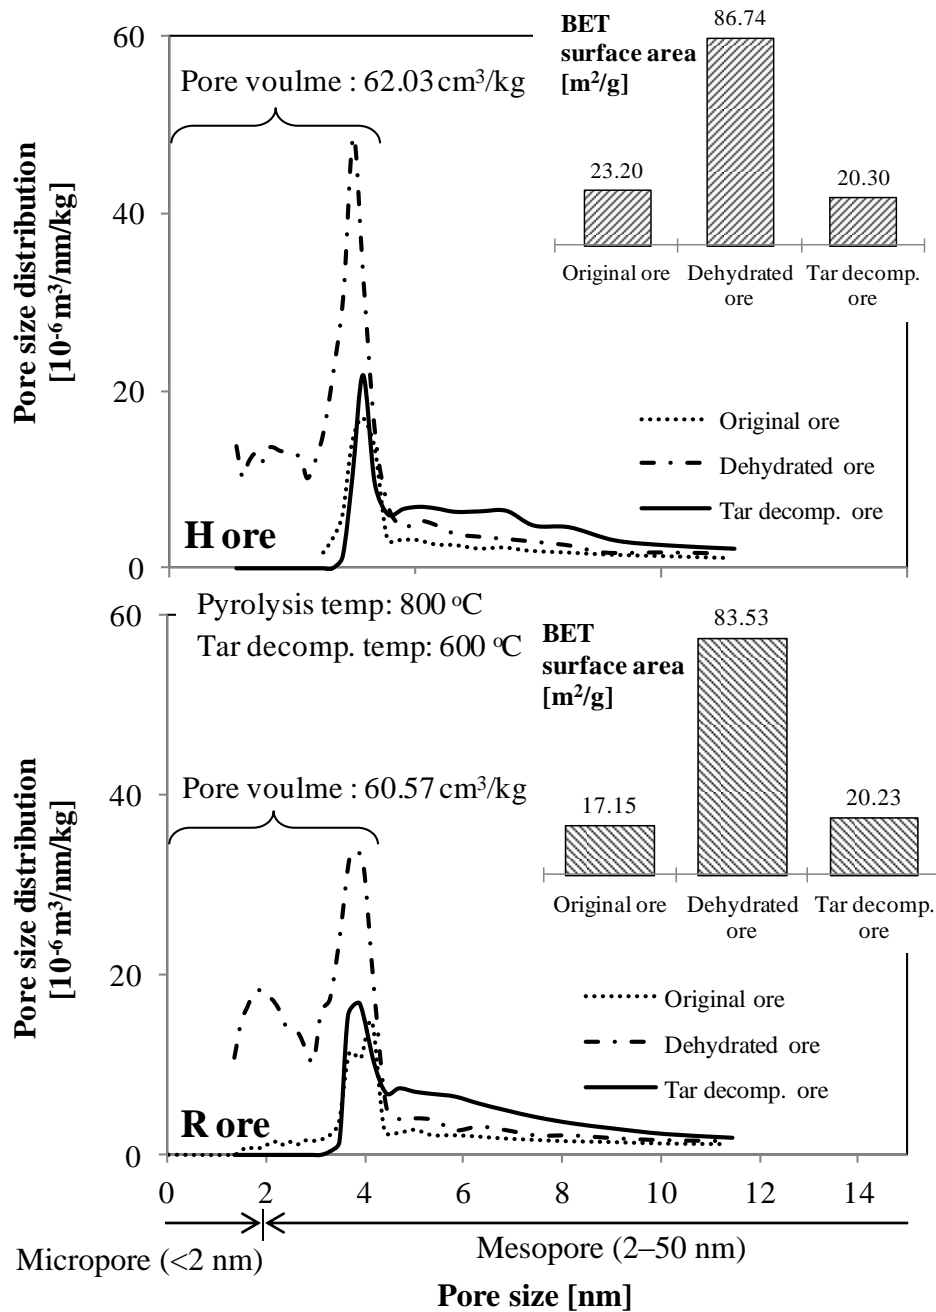 60
Pore voulme : 62.03 cm³/kg
BET
surface area
[m²/g]
86.74
23.20
20.30
Original ore
Dehydrated
ore
Tar decomp.
ore
40
20
0
Pore size distribution
[10⁻⁶ m³/nm/kg]
Original ore
Dehydrated ore
Tar decomp. ore
H ore
Pyrolysis temp: 800 °C
Tar decomp. temp: 600 °C
60
Pore voulme : 60.57 cm³/kg
BET
surface area
[m²/g]
83.53
17.15
20.23
Original ore
Dehydrated
ore
Tar decomp.
ore
40
20
0
Pore size distribution
[10⁻⁶ m³/nm/kg]
Original ore
Dehydrated ore
Tar decomp. ore
R ore
0 2 4 6 8 10 12 14
Micropore (<2 nm)
Mesopore (2–50 nm)
Pore size [nm]